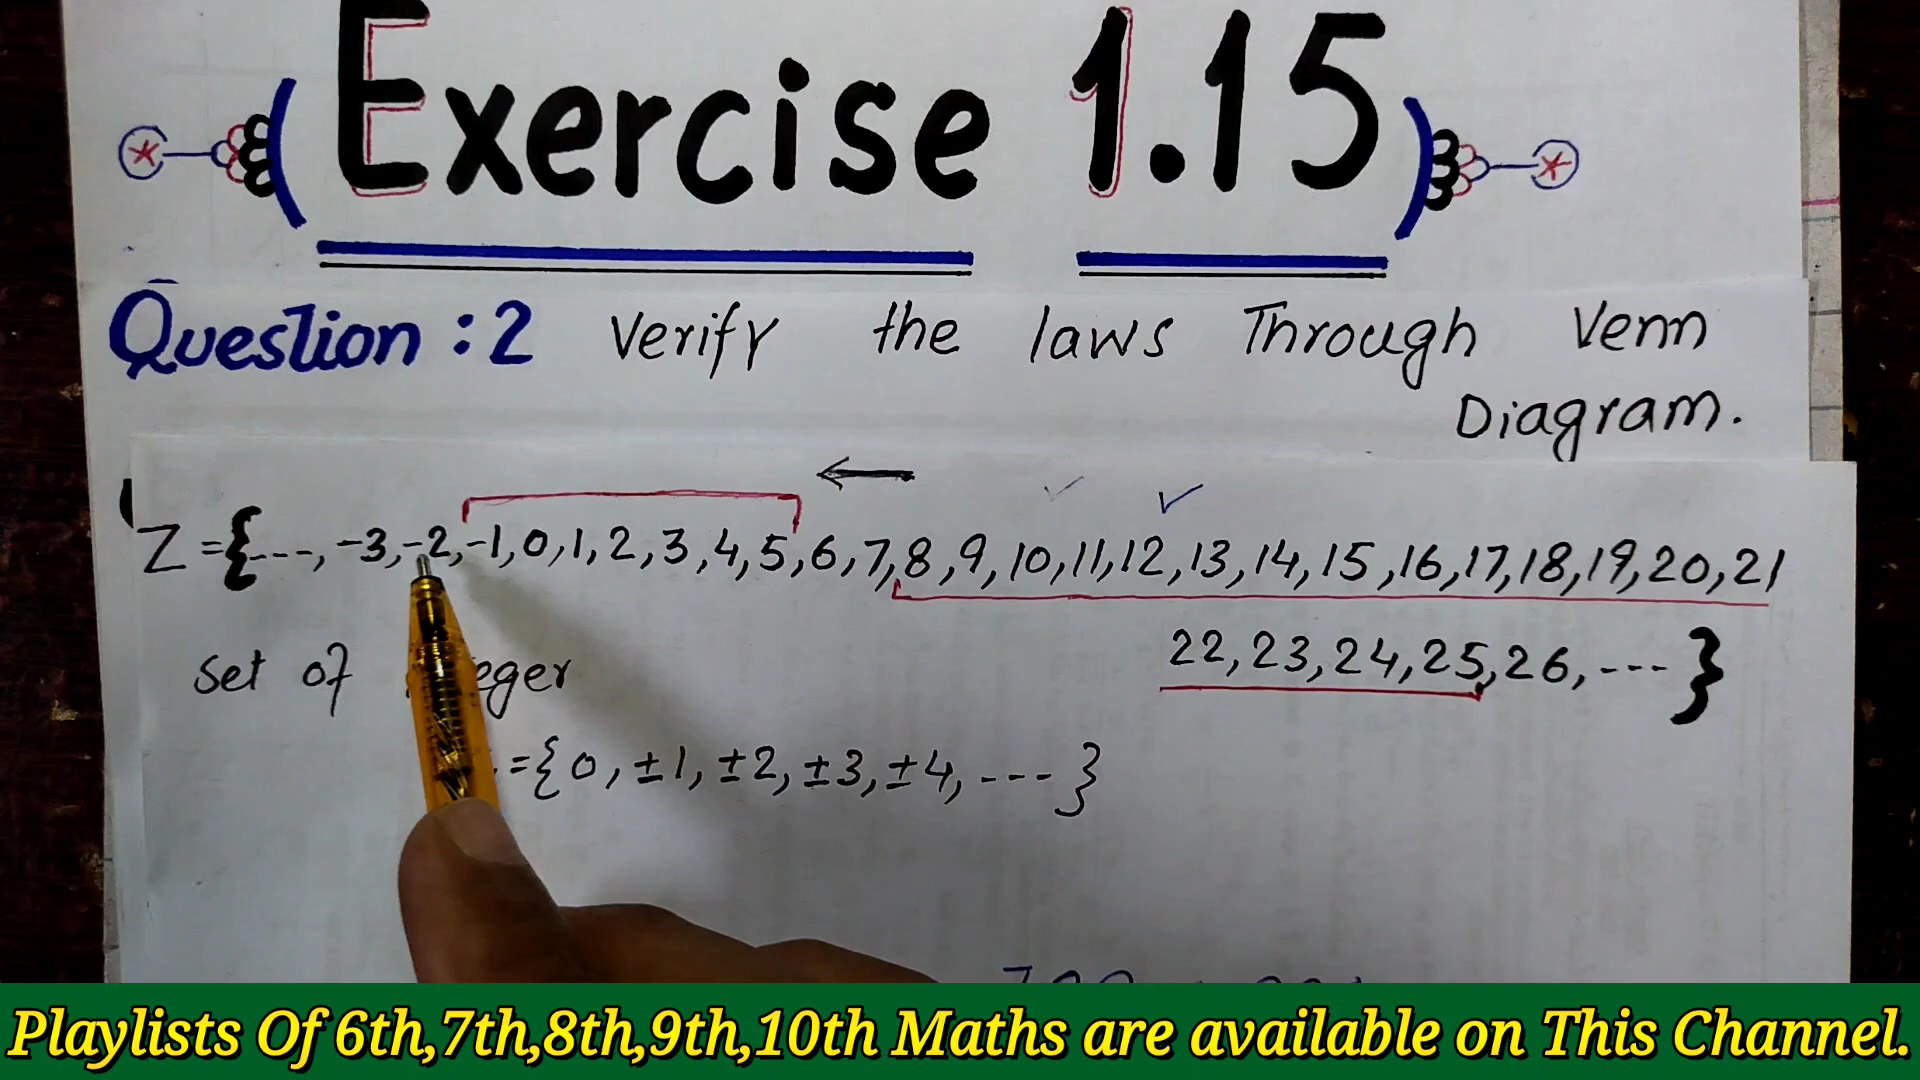 Exercise 1.15
Question : 2 Verify the laws Through Venn
Diagram.
Z = {---, -3, -2, -1, 0, 1, 2, 3, 4, 5, 6, 7, 8, 9, 10, 11, 12, 13, 14, 15, 16, 17, 18, 19, 20, 21
22, 23, 24, 25, 26, --- }
Set of
= { 0, ±1, ±2, ±3, ±4, --- }
Playlists Of 6th,7th,8th,9th,10th Maths are available on This Channel.